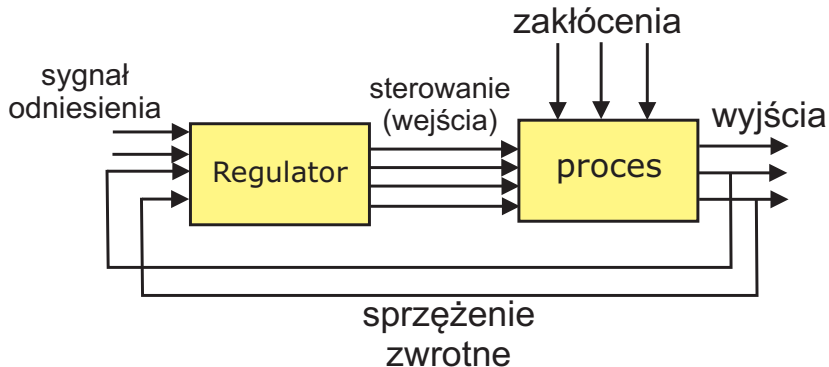 zakłócenia
sygnał
odniesienia
sterowanie
(wejścia)
wyjścia
Regulator
proces
sprzężenie
zwrotne